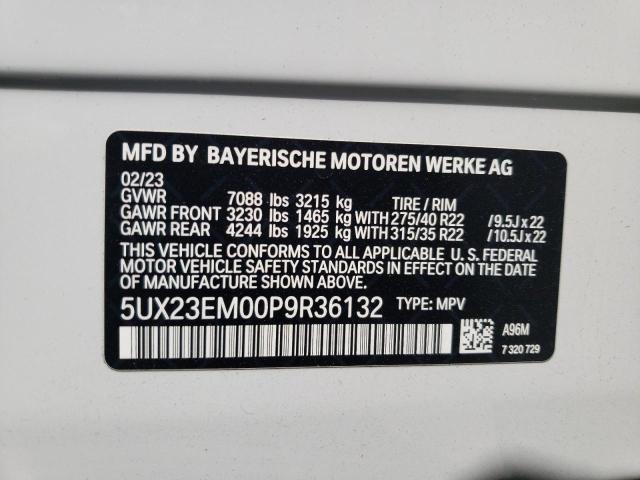 MFD BY BAYERISCHE MOTOREN WERKE AG
02/23
GVWR 7088 lbs 3215 kg TIRE / RIM
GAWR FRONT 3230 lbs 1465 kg WITH 275/40 R22 /9.5J x 22
GAWR REAR 4244 lbs 1925 kg WITH 315/35 R22 /10.5J x 22
THIS VEHICLE CONFORMS TO ALL APPLICABLE U. S. FEDERAL
MOTOR VEHICLE SAFETY STANDARDS IN EFFECT ON THE DATE
OF MANUFACTURE SHOWN ABOVE.
5UX23EM00P9R36132 TYPE: MPV
A96M
7 320 729